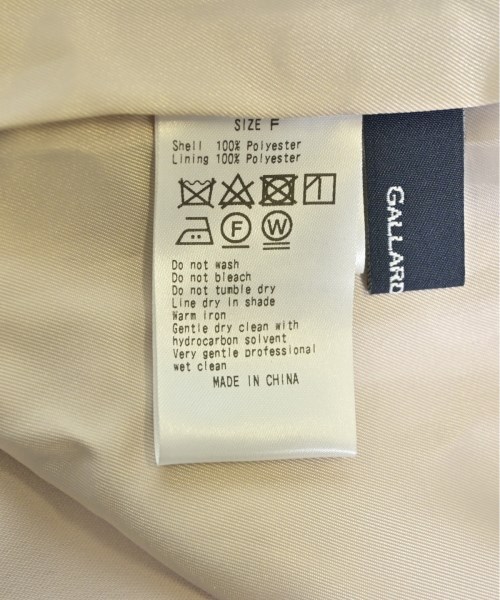 SIZE F
Shell 100% Polyester
Lining 100% Polyester
F W
Do not wash
Do not bleach
Do not tumble dry
Line dry in shade
Warm iron
Gentle dry clean with
hydrocarbon solvent
Very gentle professional
wet clean
MADE IN CHINA
GALLARD